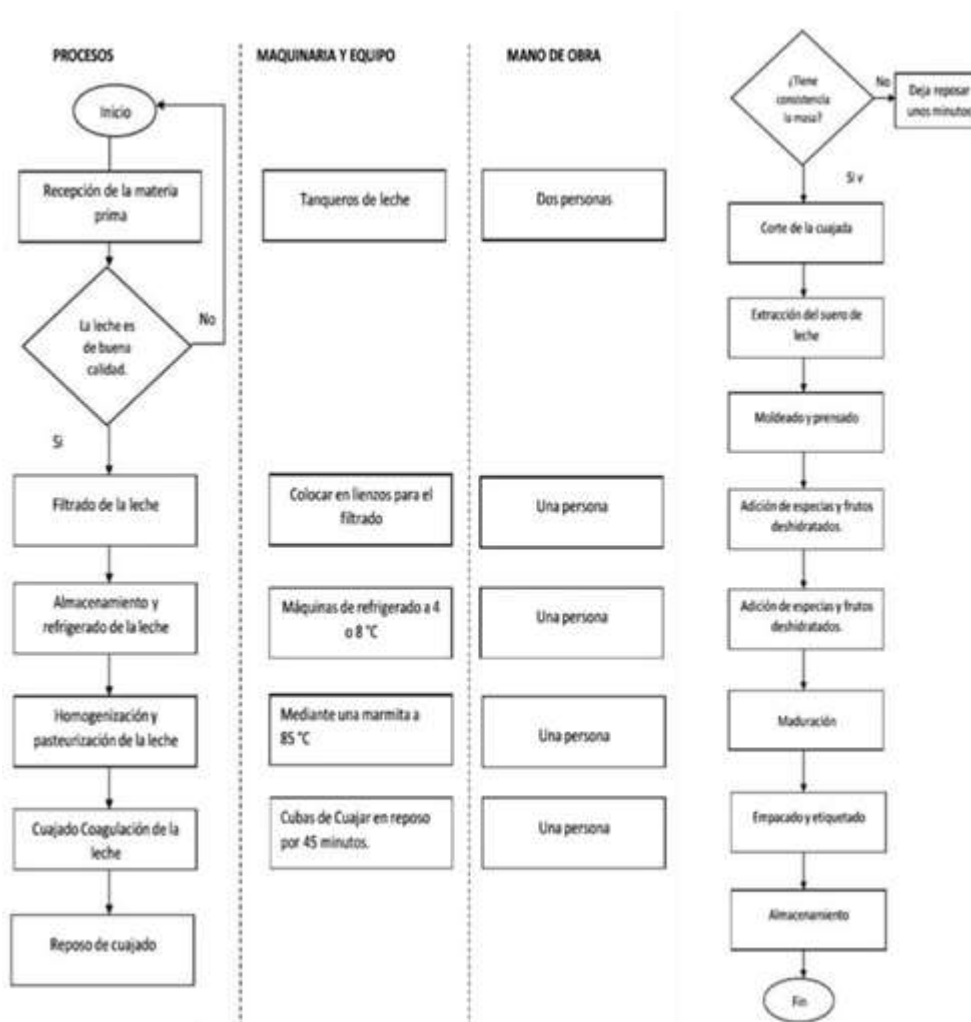 PROCESOS
MAQUINARIA Y EQUIPO
MANO DE OBRA
Inicio
Recepción de la materia
prima
Tanqueros de leche
Dos personas
La leche es
de buena
calidad.
No
Si
Filtrado de la leche
Colocar en lienzos para el
filtrado
Una persona
Almacenamiento y
refrigerado de la leche
Máquinas de refrigerado a 4
o 8 °C
Una persona
Homogenización y
pasteurización de la leche
Mediante una marmita a
85 °C
Una persona
Cuajado Coagulación de la
leche
Cubas de Cuajar en reposo
por 45 minutos.
Una persona
Reposo de cuajado
¿Tiene
consistencia
la masa?
No
Deja reposar
unos minutos
Si v
Corte de la cuajada
Extracción del suero de
leche
Moldeado y prensado
Adición de especias y frutos
deshidratados.
Adición de especias y frutos
deshidratados.
Maduración
Empacado y etiquetado
Almacenamiento
Fin